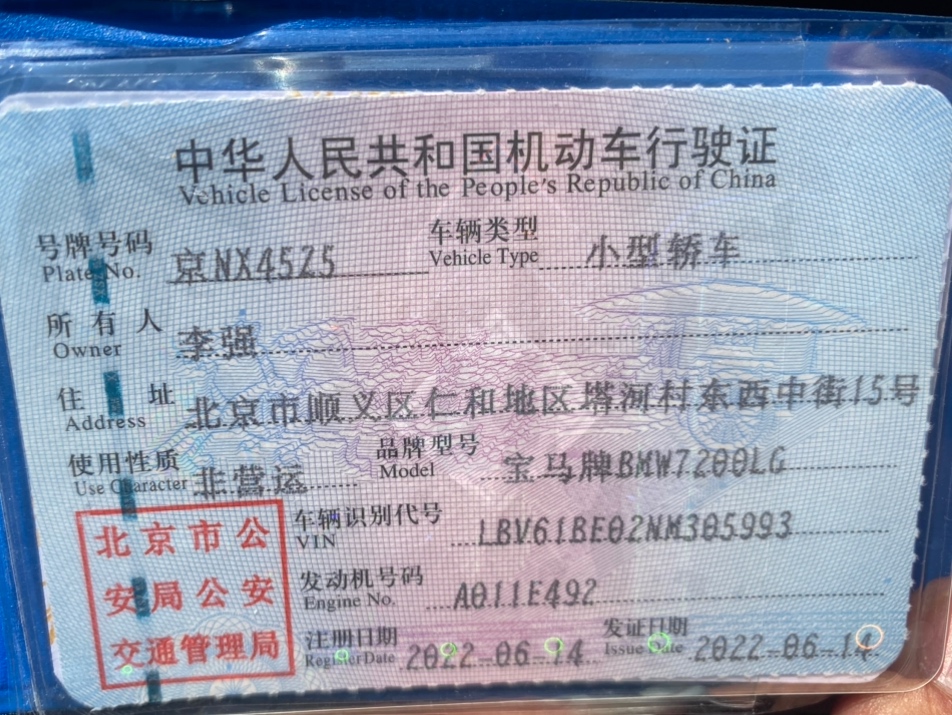 中华人民共和国机动车行驶证
Vehicle License of the People's Republic of China
号牌号码 京NX4525 车辆类型 小型轿车
Plate No. Vehicle Type
所有人 李强
Owner
住址 北京市顺义区仁和地区塔河村东西中街15号
Address
使用性质 非营运 品牌型号 宝马牌BMW7200LG
Use Character Model
北京市公安局公安交通管理局
车辆识别代号 LBV61BE02NM305993
VIN
发动机号码 A011E492
Engine No.
注册日期 2022-06-14 发证日期 2022-06-14
Register Date Issue Date